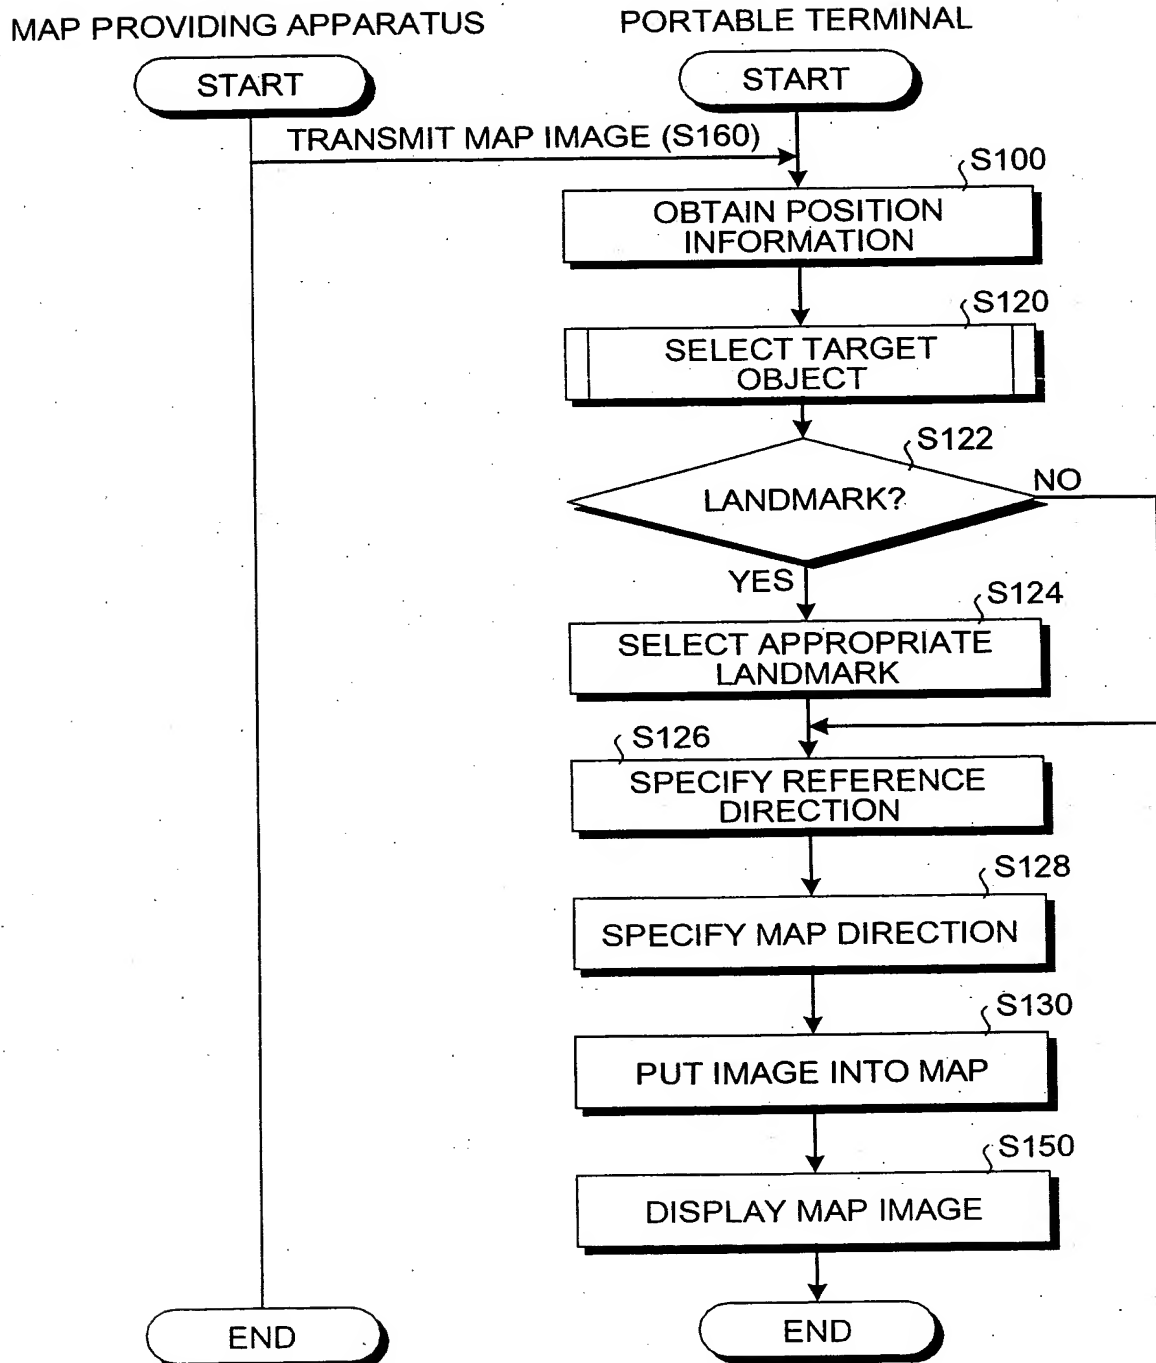 MAP PROVIDING APPARATUS
PORTABLE TERMINAL
START
START
TRANSMIT MAP IMAGE (S160)
S100
OBTAIN POSITION
INFORMATION
S120
SELECT TARGET
OBJECT
S122
LANDMARK?
NO
YES
S124
SELECT APPROPRIATE
LANDMARK
S126
SPECIFY REFERENCE
DIRECTION
S128
SPECIFY MAP DIRECTION
S130
PUT IMAGE INTO MAP
S150
DISPLAY MAP IMAGE
END
END